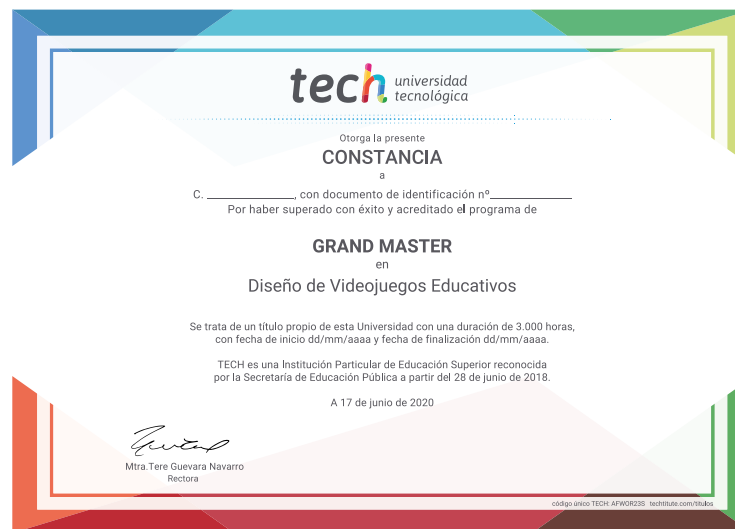 tech universidad
tecnológica
Otorga la presente
CONSTANCIA
a
C. ________________, con documento de identificación nº______________
Por haber superado con éxito y acreditado el programa de
GRAND MASTER
en
Diseño de Videojuegos Educativos
Se trata de un título propio de esta Universidad con una duración de 3.000 horas,
con fecha de inicio dd/mm/aaaa y fecha de finalización dd/mm/aaaa.
TECH es una Institución Particular de Educación Superior reconocida
por la Secretaría de Educación Pública a partir del 28 de junio de 2018.
A 17 de junio de 2020
Mtra.Tere Guevara Navarro
Rectora
código único TECH: AFWOR23S techtitute.com/titulos